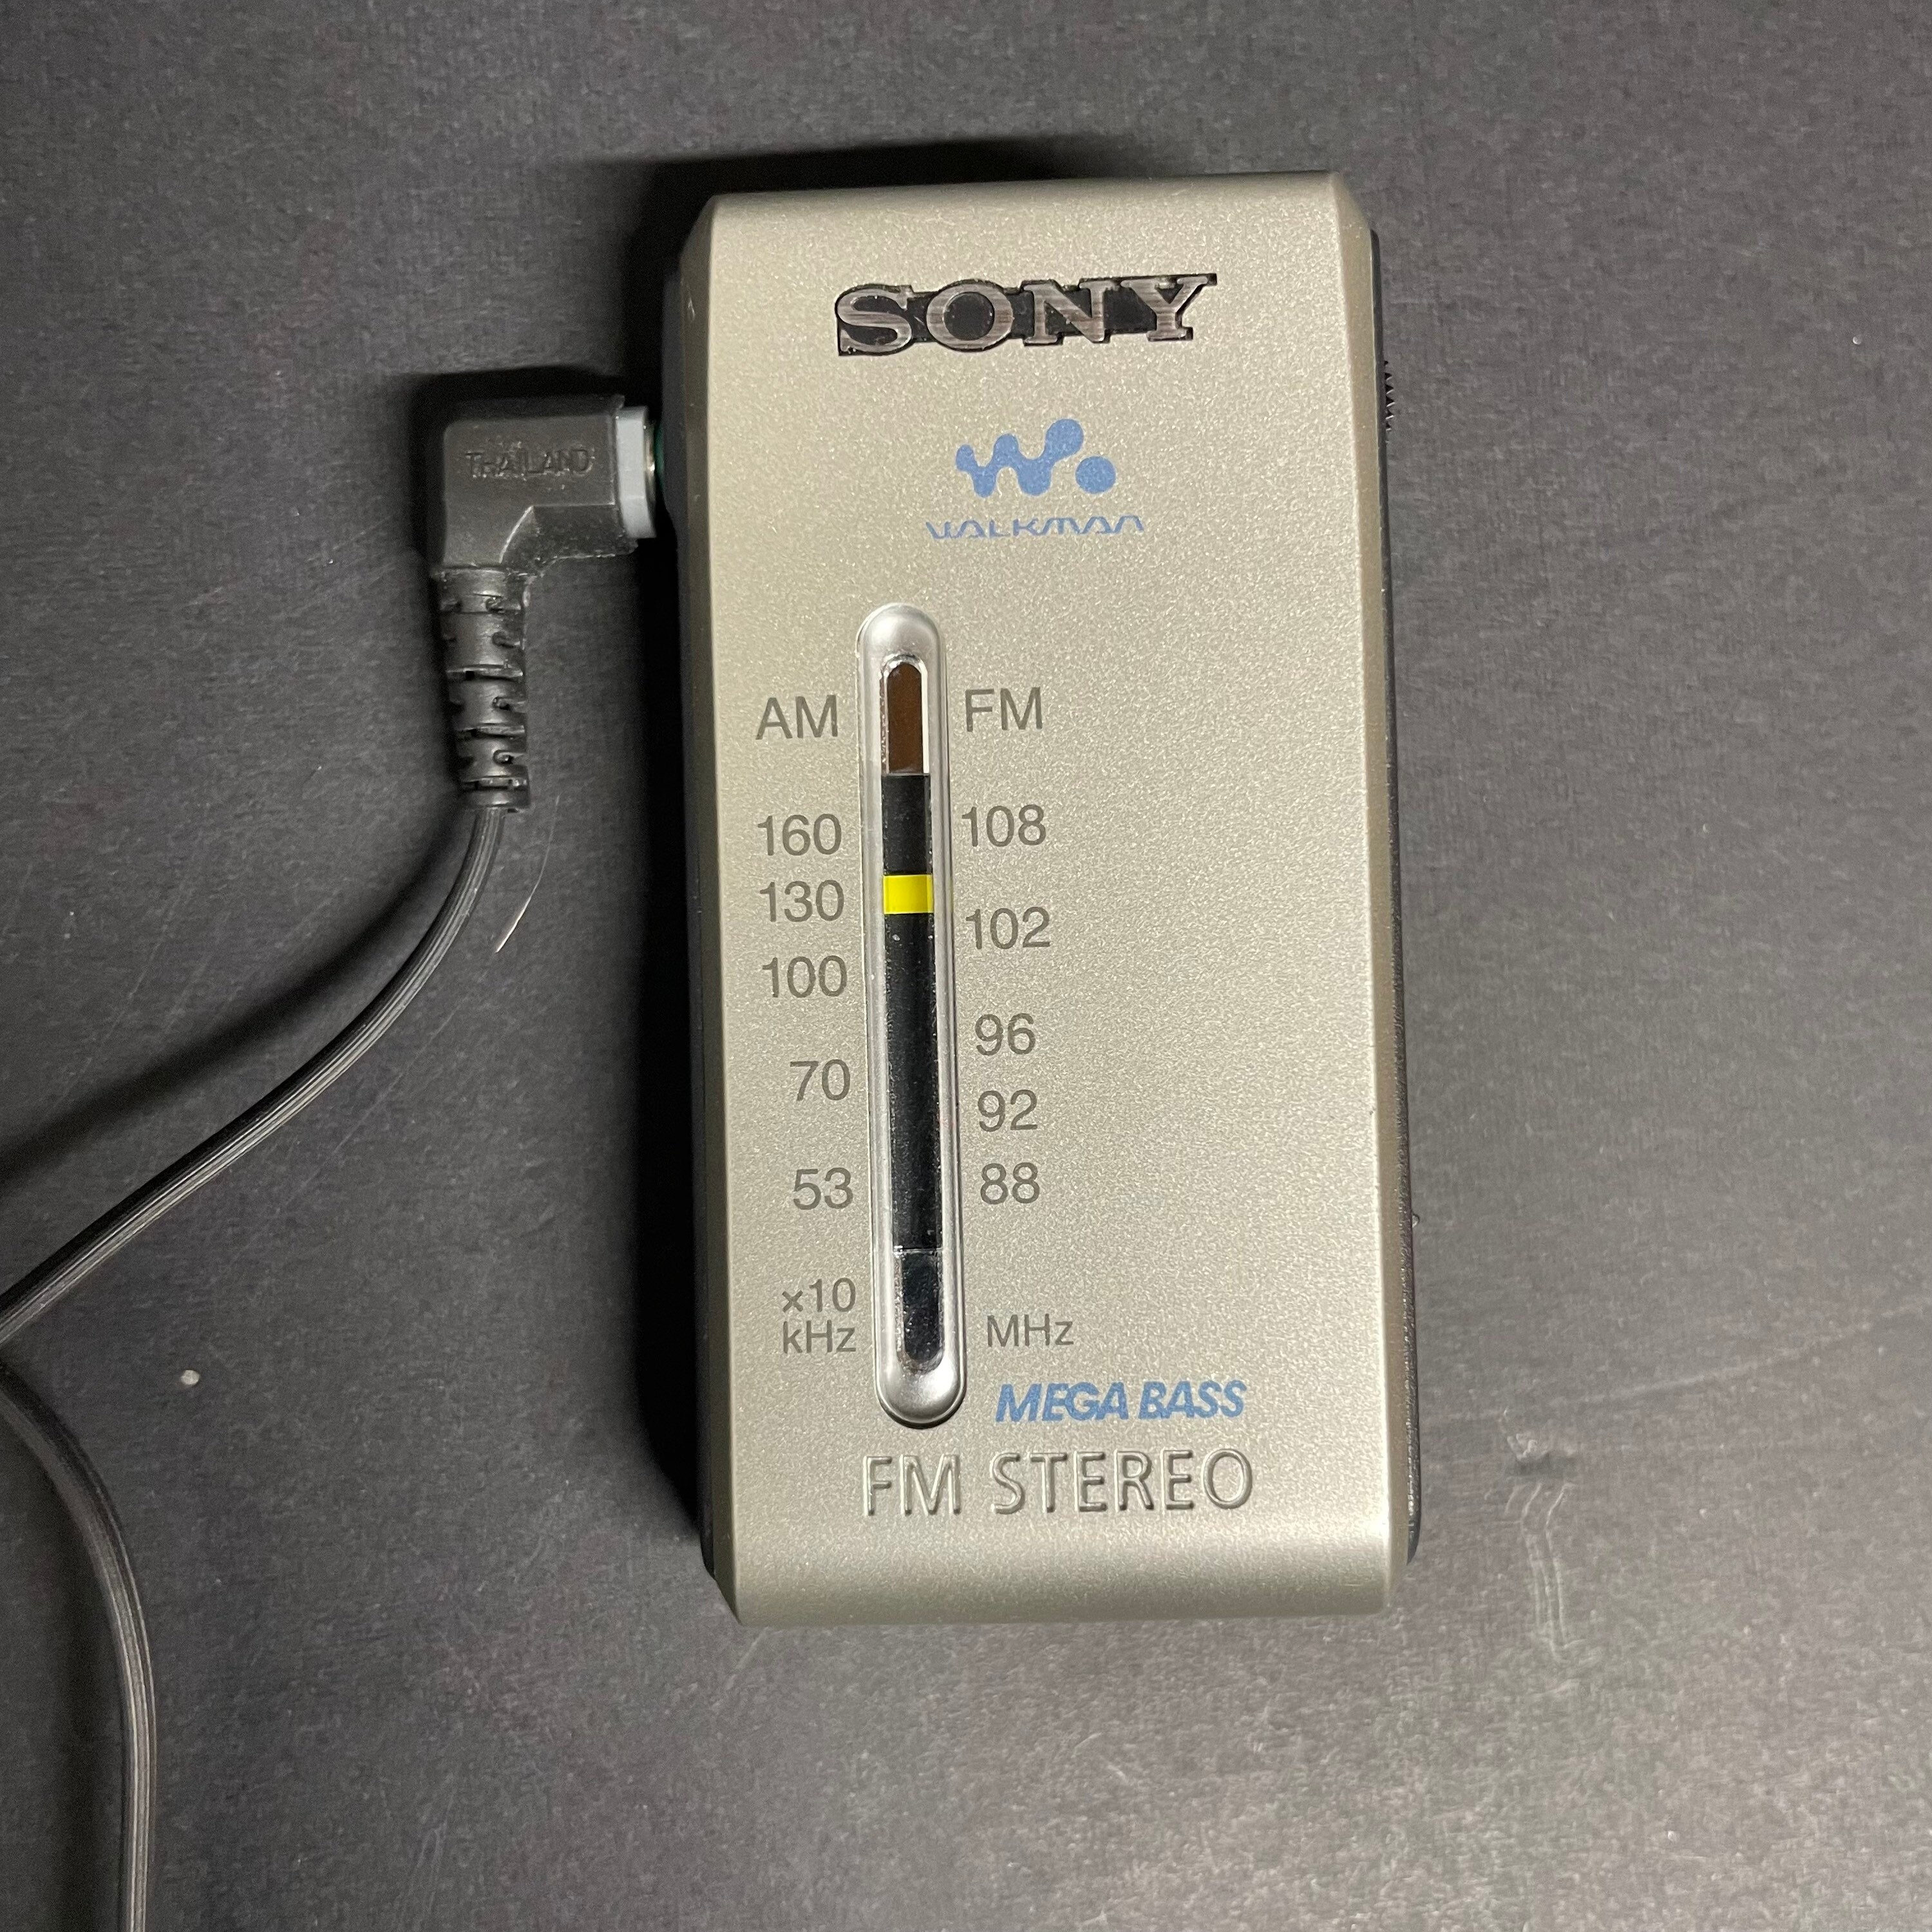 SONY
WALKMAN
THAILAND
AM FM
160 108
130 102
100 96
70 92
53 88
×10
kHz MHz
MEGA BASS
FM STEREO